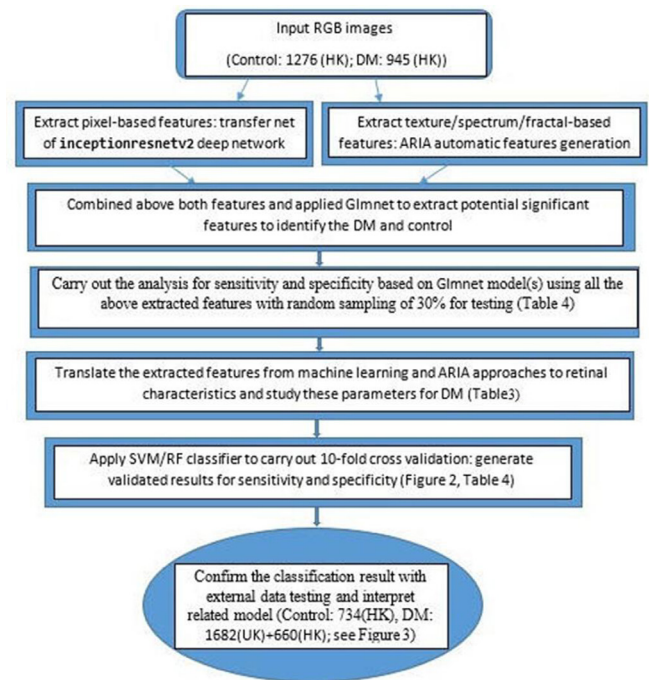 Input RGB images
(Control: 1276 (HK); DM: 945 (HK))
Extract pixel-based features: transfer net
of inceptionresnetv2 deep network
Extract texture/spectrum/fractal-based
features: ARIA automatic features generation
Combined above both features and applied Glmnet to extract potential significant
features to identify the DM and control
Carry out the analysis for sensitivity and specificity based on Glmnet model(s) using all the
above extracted features with random sampling of 30% for testing (Table 4)
Translate the extracted features from machine learning and ARIA approaches to retinal
characteristics and study these parameters for DM (Table3)
Apply SVM/RF classifier to carry out 10-fold cross validation: generate
validated results for sensitivity and specificity (Figure 2, Table 4)
Confirm the classification result with
external data testing and interpret
related model (Control: 734(HK), DM:
1682(UK)+660(HK); see Figure 3)